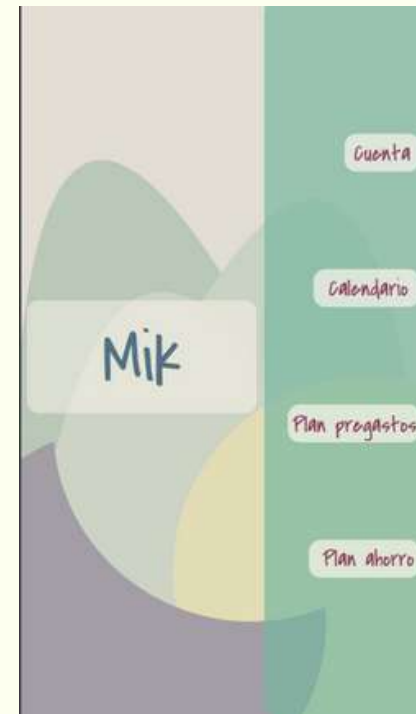 Cuenta
Calendario
Mik
Plan pregastos
Plan ahorro